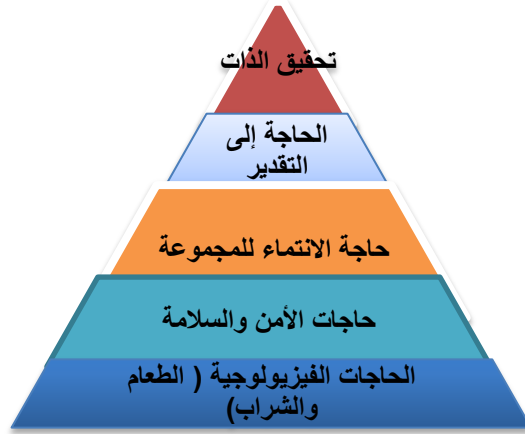 تحقيق الذات
الحاجة إلى
التقدير
حاجة الانتماء للمجموعة
حاجات الأمن والسلامة
الحاجات الفيزيولوجية ( الطعام
والشراب)